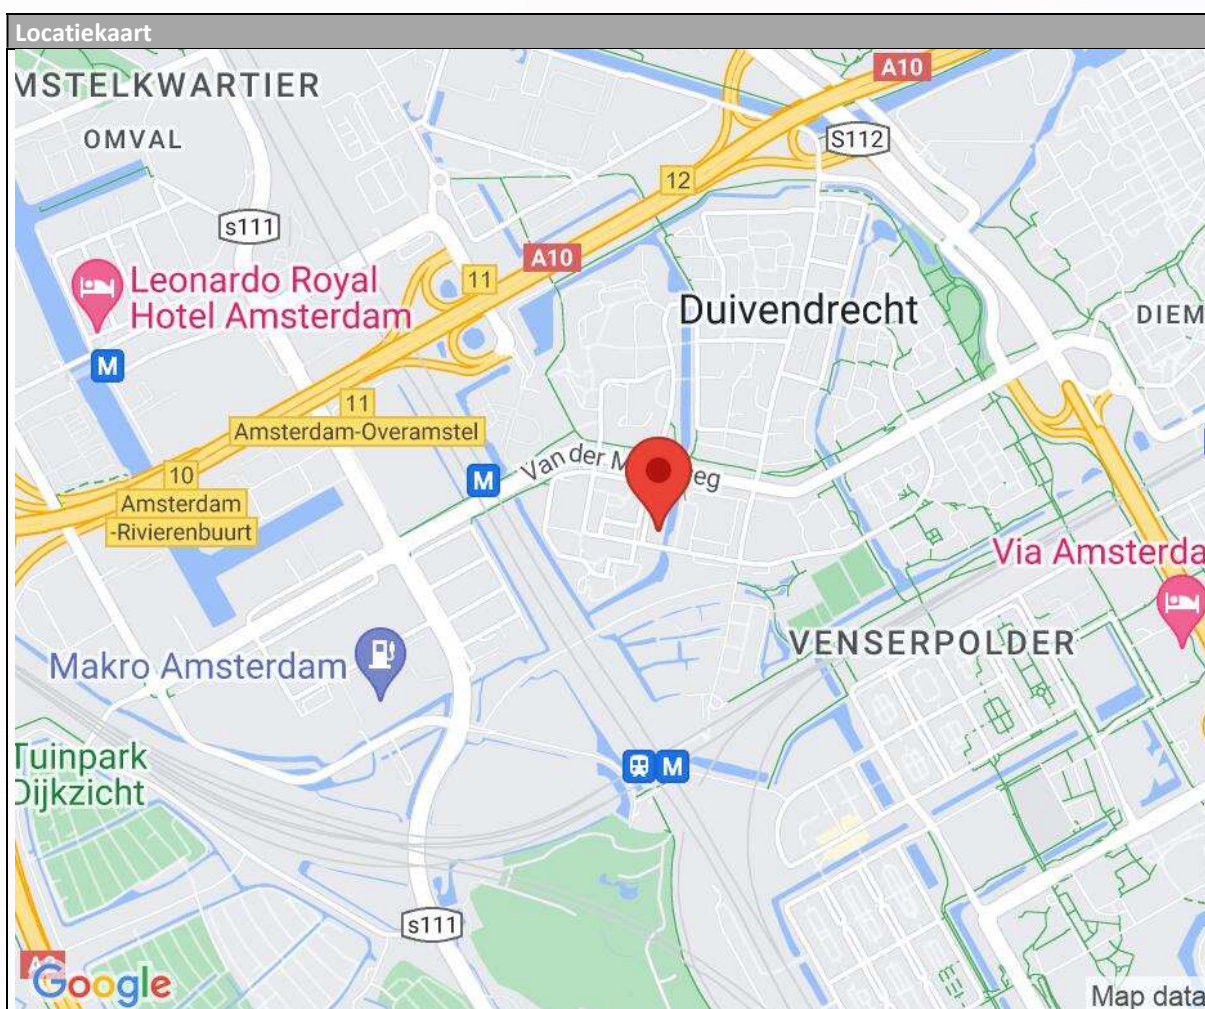 Locatiekaart
MSTELKWARTIER
A10
OMVAL
S112
12
s111
A10
11
Leonardo Royal
Hotel Amsterdam
Duivendrecht
DIEM
M
11
Amsterdam-Overamstel
10
Amsterdam
-Rivierenbuurt
M
Van der M
eg
Via Amsterda
VENSERPOLDER
Makro Amsterdam
Tuinpark
Dijkzicht
M
s111
Google
Map data